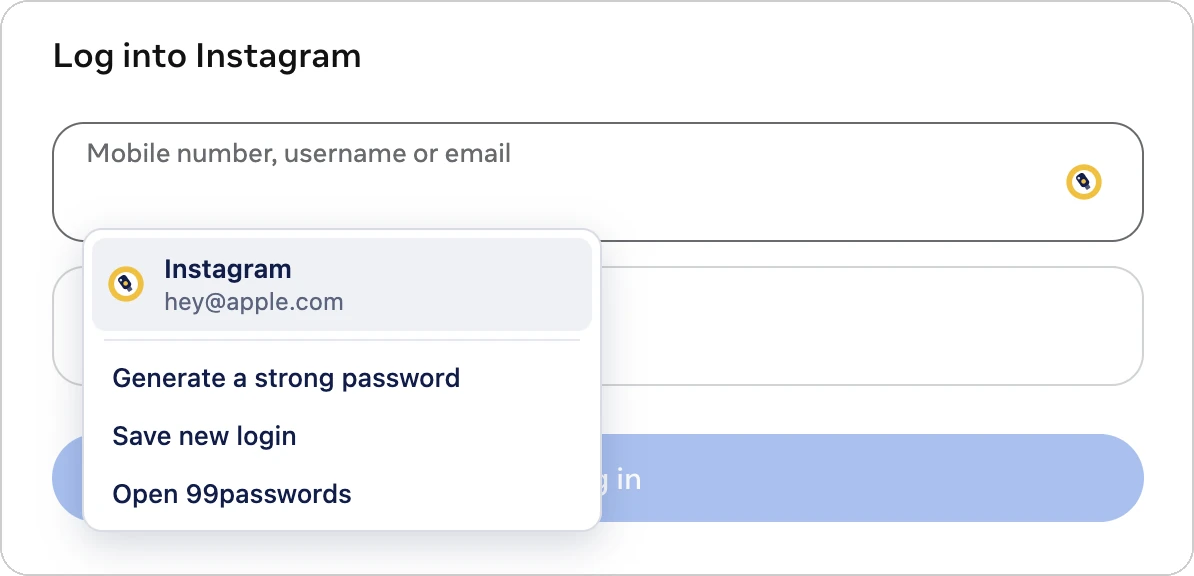 Log into Instagram
Mobile number, username or email
Instagram
hey@apple.com
Generate a strong password
Save new login
Open 99passwords
in